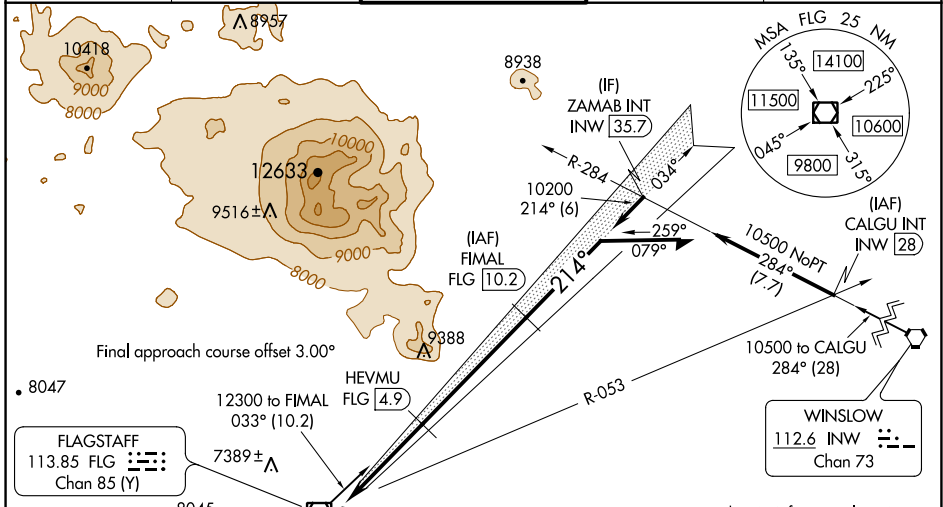 8957
10418
9000
8000
8938
MSA FLG 25 NM
135°
14100
225°
11500
10600
045°
9800
315°
(IF)
ZAMAB INT
INW 35.7
R-284
034°
10000
12633
9516±
9000
8000
10200
214° (6)
259°
079°
(IAF)
CALGU INT
INW 28
10500 NoPT
284°
(7.7)
(IAF)
FIMAL
FLG 10.2
214°
9388
Final approach course offset 3.00°
10500 to CALGU
284° (28)
8047
HEVMU
FLG 4.9
R-053
12300 to FIMAL
033° (10.2)
WINSLOW
112.6 INW
Chan 73
FLAGSTAFF
113.85 FLG
Chan 85 (Y)
7389±